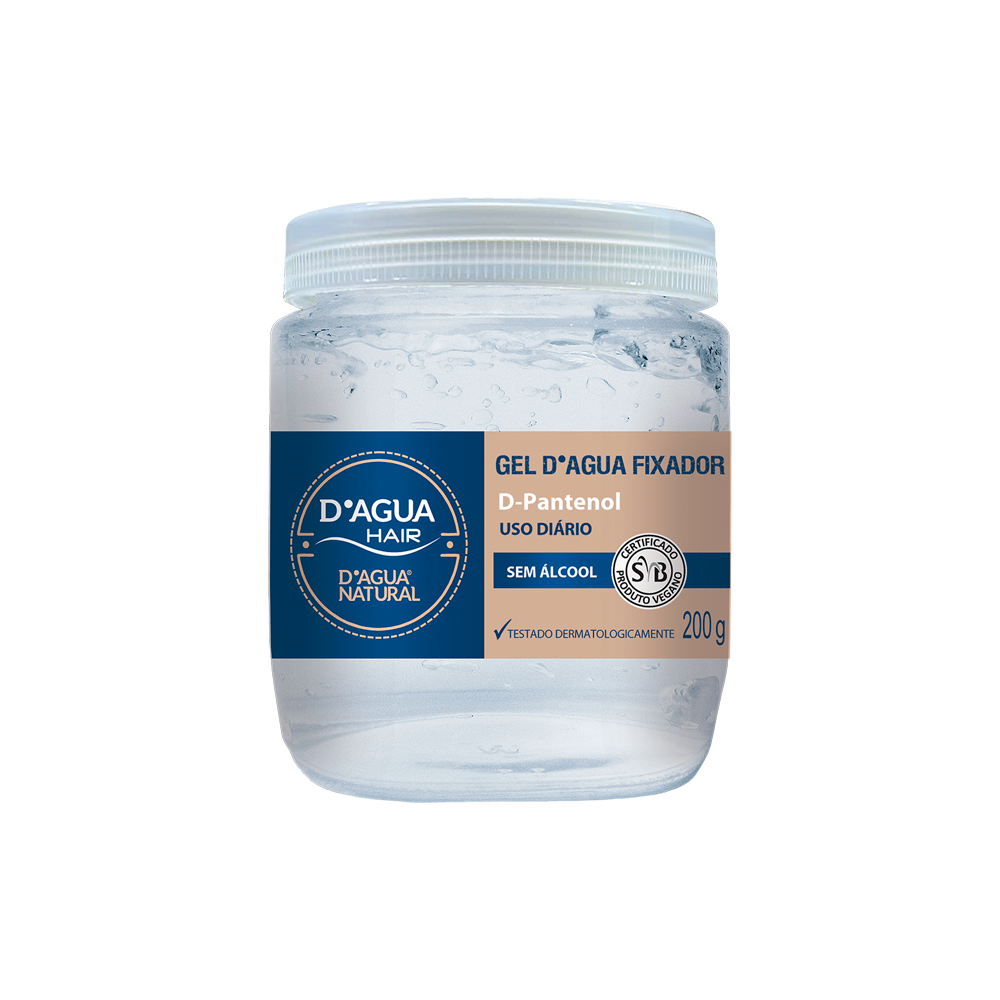 D'AGUA
HAIR
D'AGUA®
NATURAL
GEL D'AGUA FIXADOR
D-Pantenol
USO DIÁRIO
SEM ÁLCOOL
CERTIFICADO
SVB
PRODUTO VEGANO
TESTADO DERMATOLOGICAMENTE
200 g